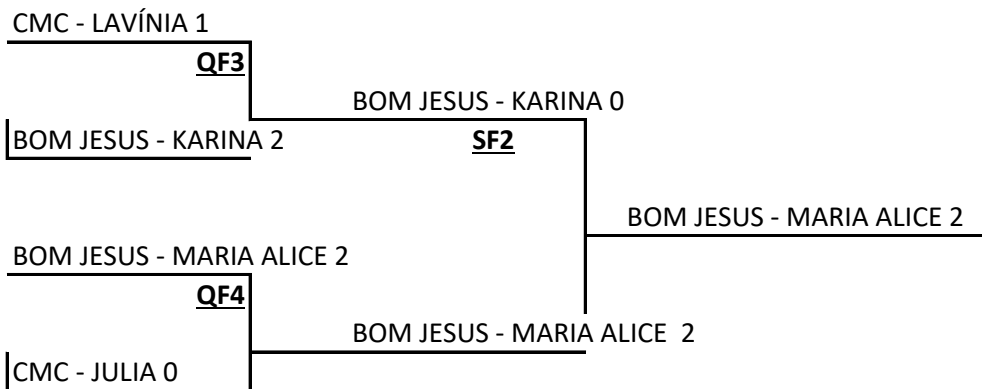 CMC - LAVÍNIA 1
QF3
BOM JESUS - KARINA 0
BOM JESUS - KARINA 2
SF2
BOM JESUS - MARIA ALICE 2
BOM JESUS - MARIA ALICE 2
QF4
BOM JESUS - MARIA ALICE  2
CMC - JULIA 0